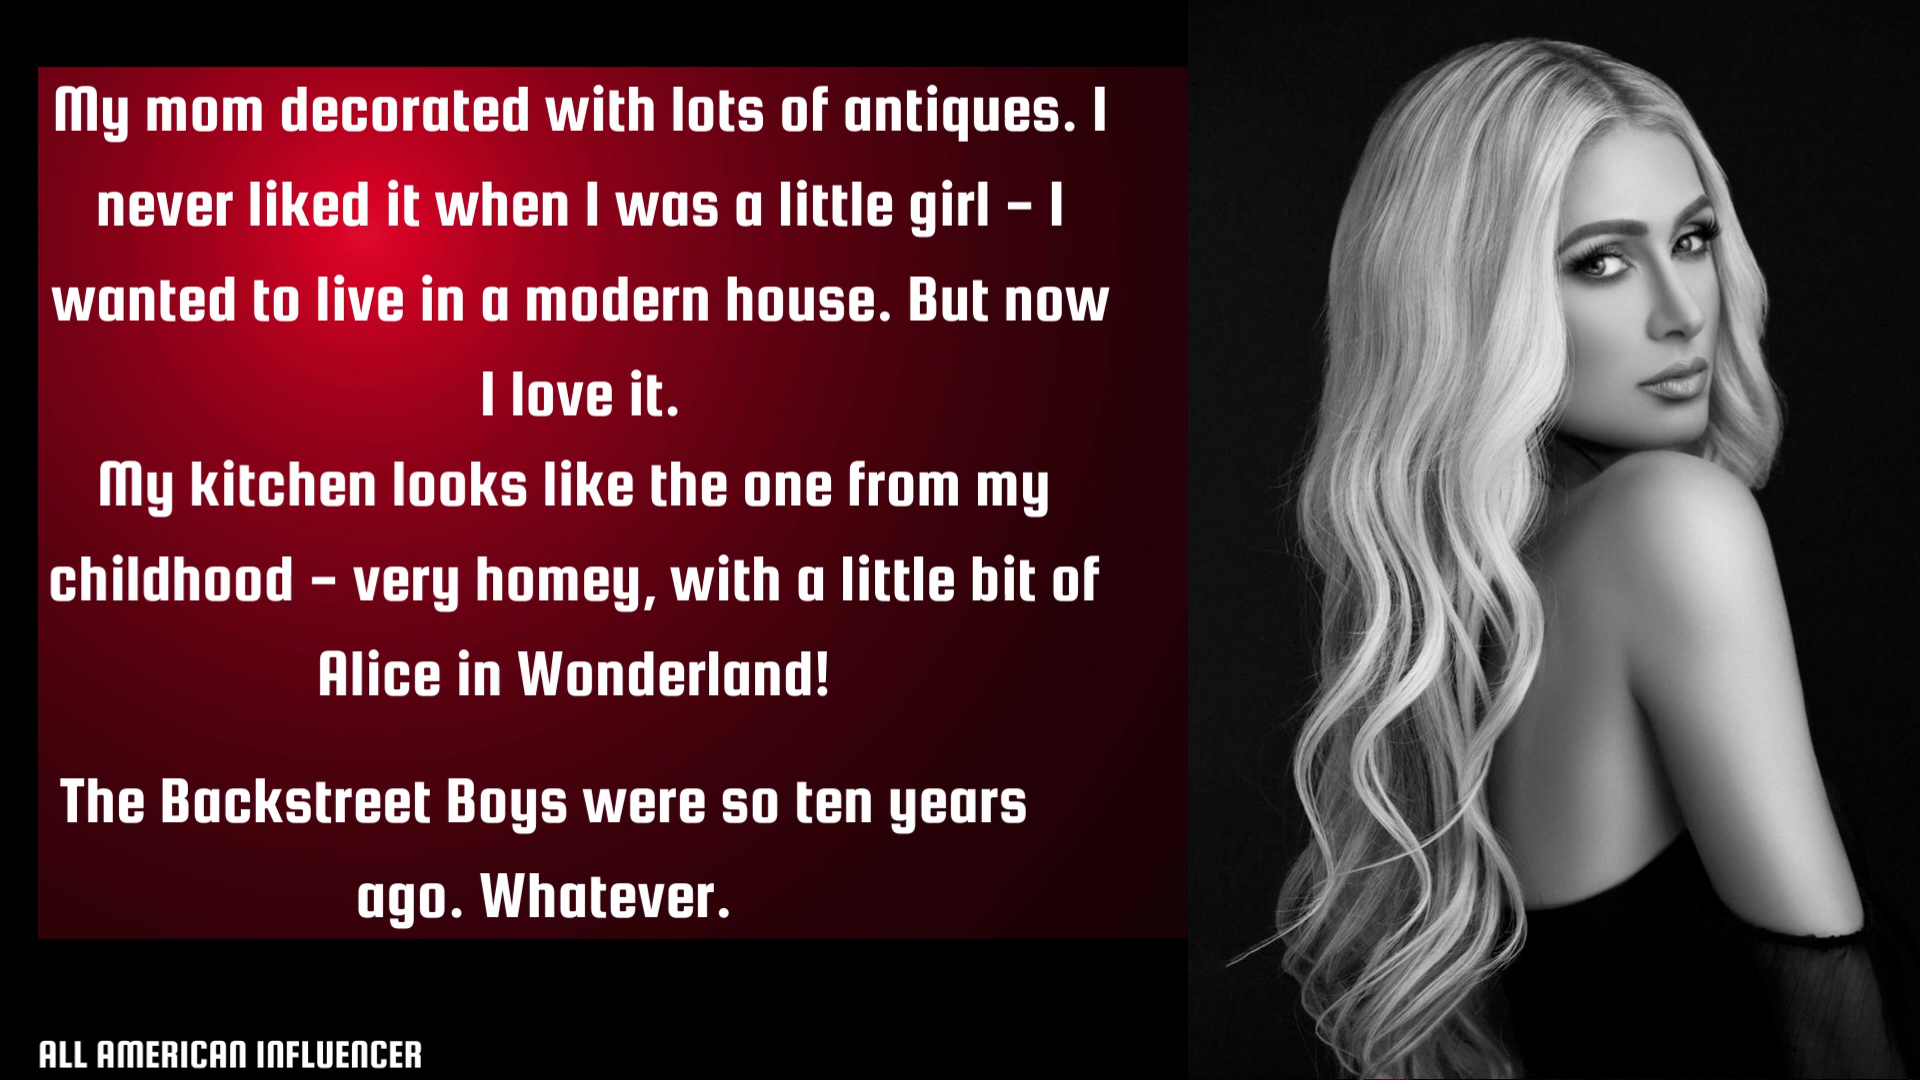 My mom decorated with lots of antiques. I
never liked it when I was a little girl – I
wanted to live in a modern house. But now
I love it.
My kitchen looks like the one from my
childhood – very homey, with a little bit of
Alice in Wonderland!
The Backstreet Boys were so ten years
ago. Whatever.
ALL AMERICAN INFLUENCER